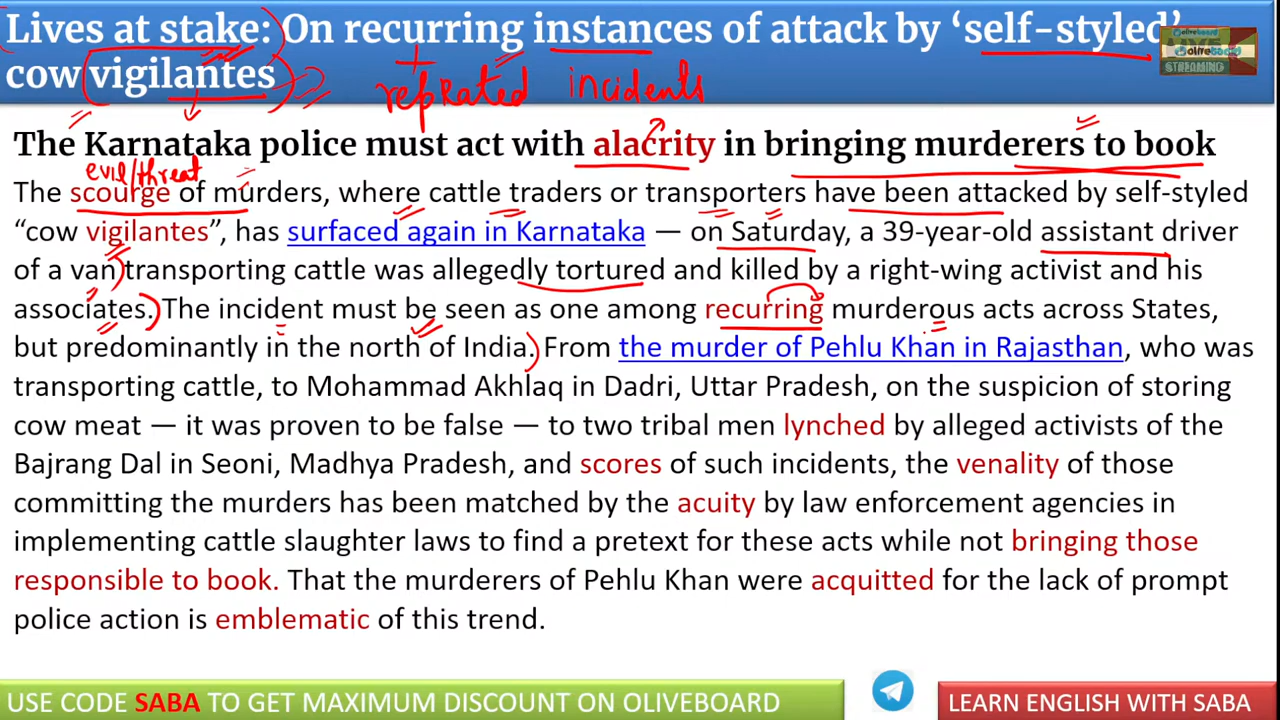 Lives at stake: On recurring instances of attack by ‘self-styled’
cow vigilantes
repeated incidents
oliveboard
LIVE
oliveboard
STREAMING
The Karnataka police must act with alacrity in bringing murderers to book
evil/threat
The scourge of murders, where cattle traders or transporters have been attacked by self-styled
“cow vigilantes”, has surfaced again in Karnataka — on Saturday, a 39-year-old assistant driver
of a van transporting cattle was allegedly tortured and killed by a right-wing activist and his
associates. The incident must be seen as one among recurring murderous acts across States,
but predominantly in the north of India. From the murder of Pehlu Khan in Rajasthan, who was
transporting cattle, to Mohammad Akhlaq in Dadri, Uttar Pradesh, on the suspicion of storing
cow meat — it was proven to be false — to two tribal men lynched by alleged activists of the
Bajrang Dal in Seoni, Madhya Pradesh, and scores of such incidents, the venality of those
committing the murders has been matched by the acuity by law enforcement agencies in
implementing cattle slaughter laws to find a pretext for these acts while not bringing those
responsible to book. That the murderers of Pehlu Khan were acquitted for the lack of prompt
police action is emblematic of this trend.
USE CODE SABA TO GET MAXIMUM DISCOUNT ON OLIVEBOARD
LEARN ENGLISH WITH SABA